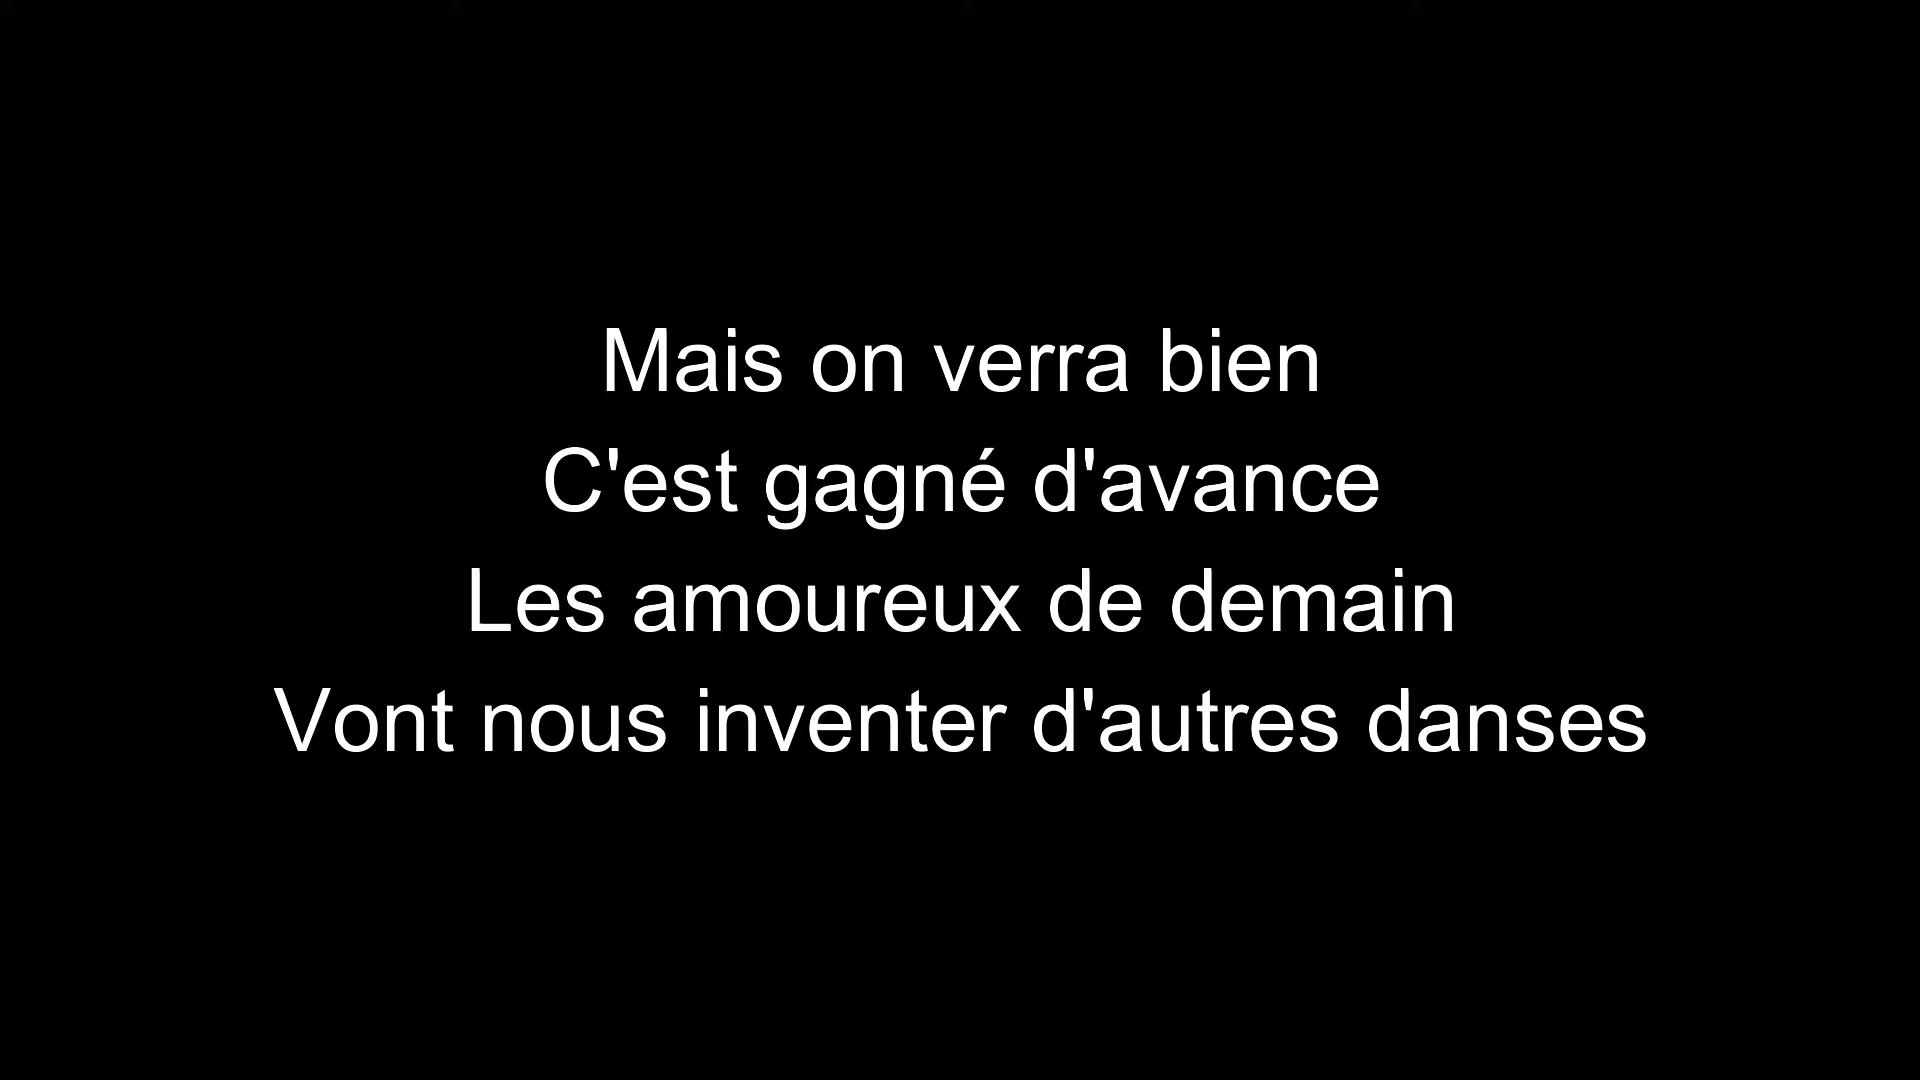 Mais on verra bien
C'est gagné d'avance
Les amoureux de demain
Vont nous inventer d'autres danses